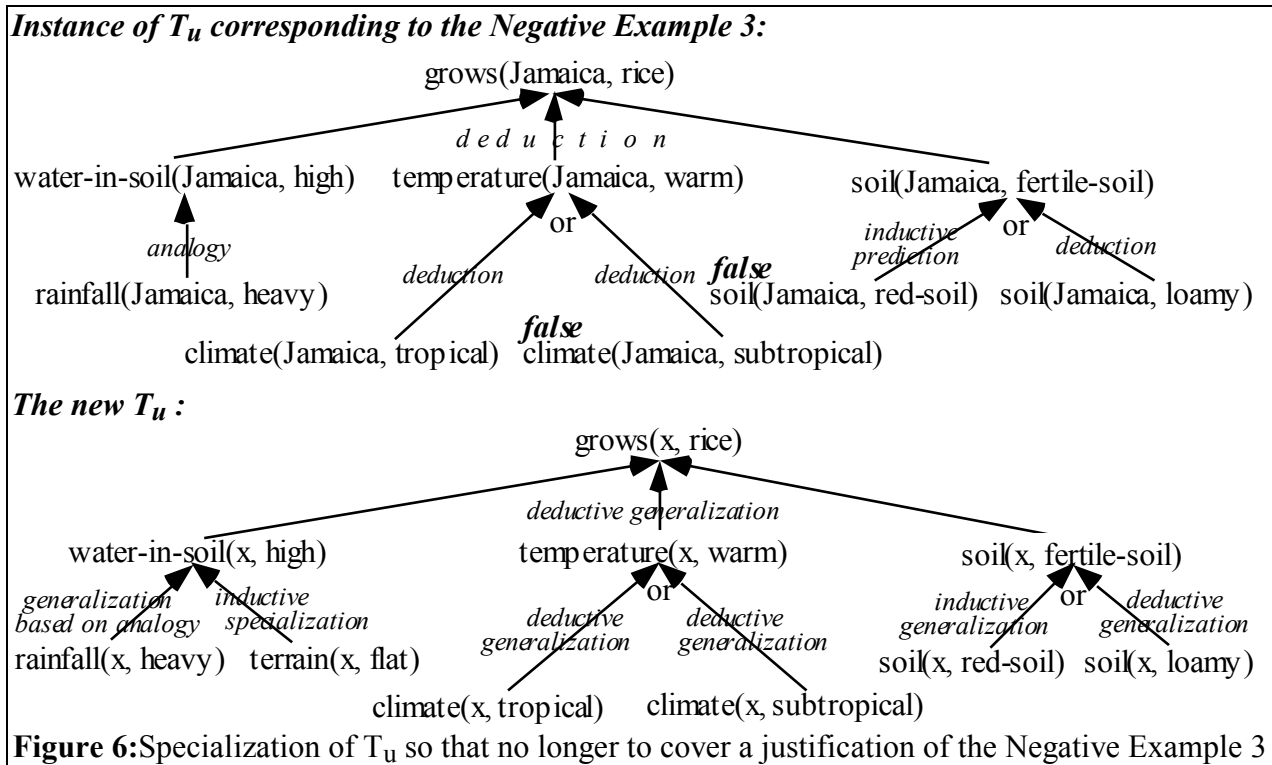 Instance of Tu corresponding to the Negative Example 3:
grows(Jamaica, rice)
d e d u c t i o n
water-in-soil(Jamaica, high) temperature(Jamaica, warm) soil(Jamaica, fertile-soil)
or or
analogy deduction deduction inductive prediction deduction
false
rainfall(Jamaica, heavy) soil(Jamaica, red-soil) soil(Jamaica, loamy)
false
climate(Jamaica, tropical) climate(Jamaica, subtropical)
The new Tu :
grows(x, rice)
deductive generalization
water-in-soil(x, high) temperature(x, warm) soil(x, fertile-soil)
or or
generalization based on analogy inductive specialization deductive generalization deductive generalization inductive generalization deductive generalization
rainfall(x, heavy) terrain(x, flat) soil(x, red-soil) soil(x, loamy)
climate(x, tropical) climate(x, subtropical)
Figure 6:Specialization of Tu so that no longer to cover a justification of the Negative Example 3